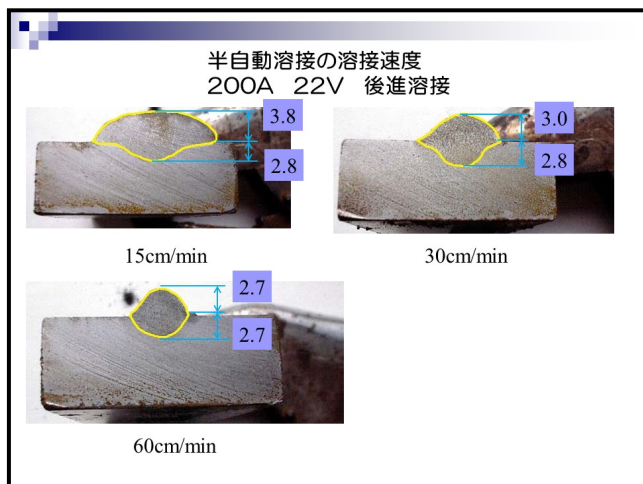 半自動溶接の溶接速度
200A 22V 後進溶接
3.8
2.8
15cm/min
3.0
2.8
30cm/min
2.7
2.7
60cm/min